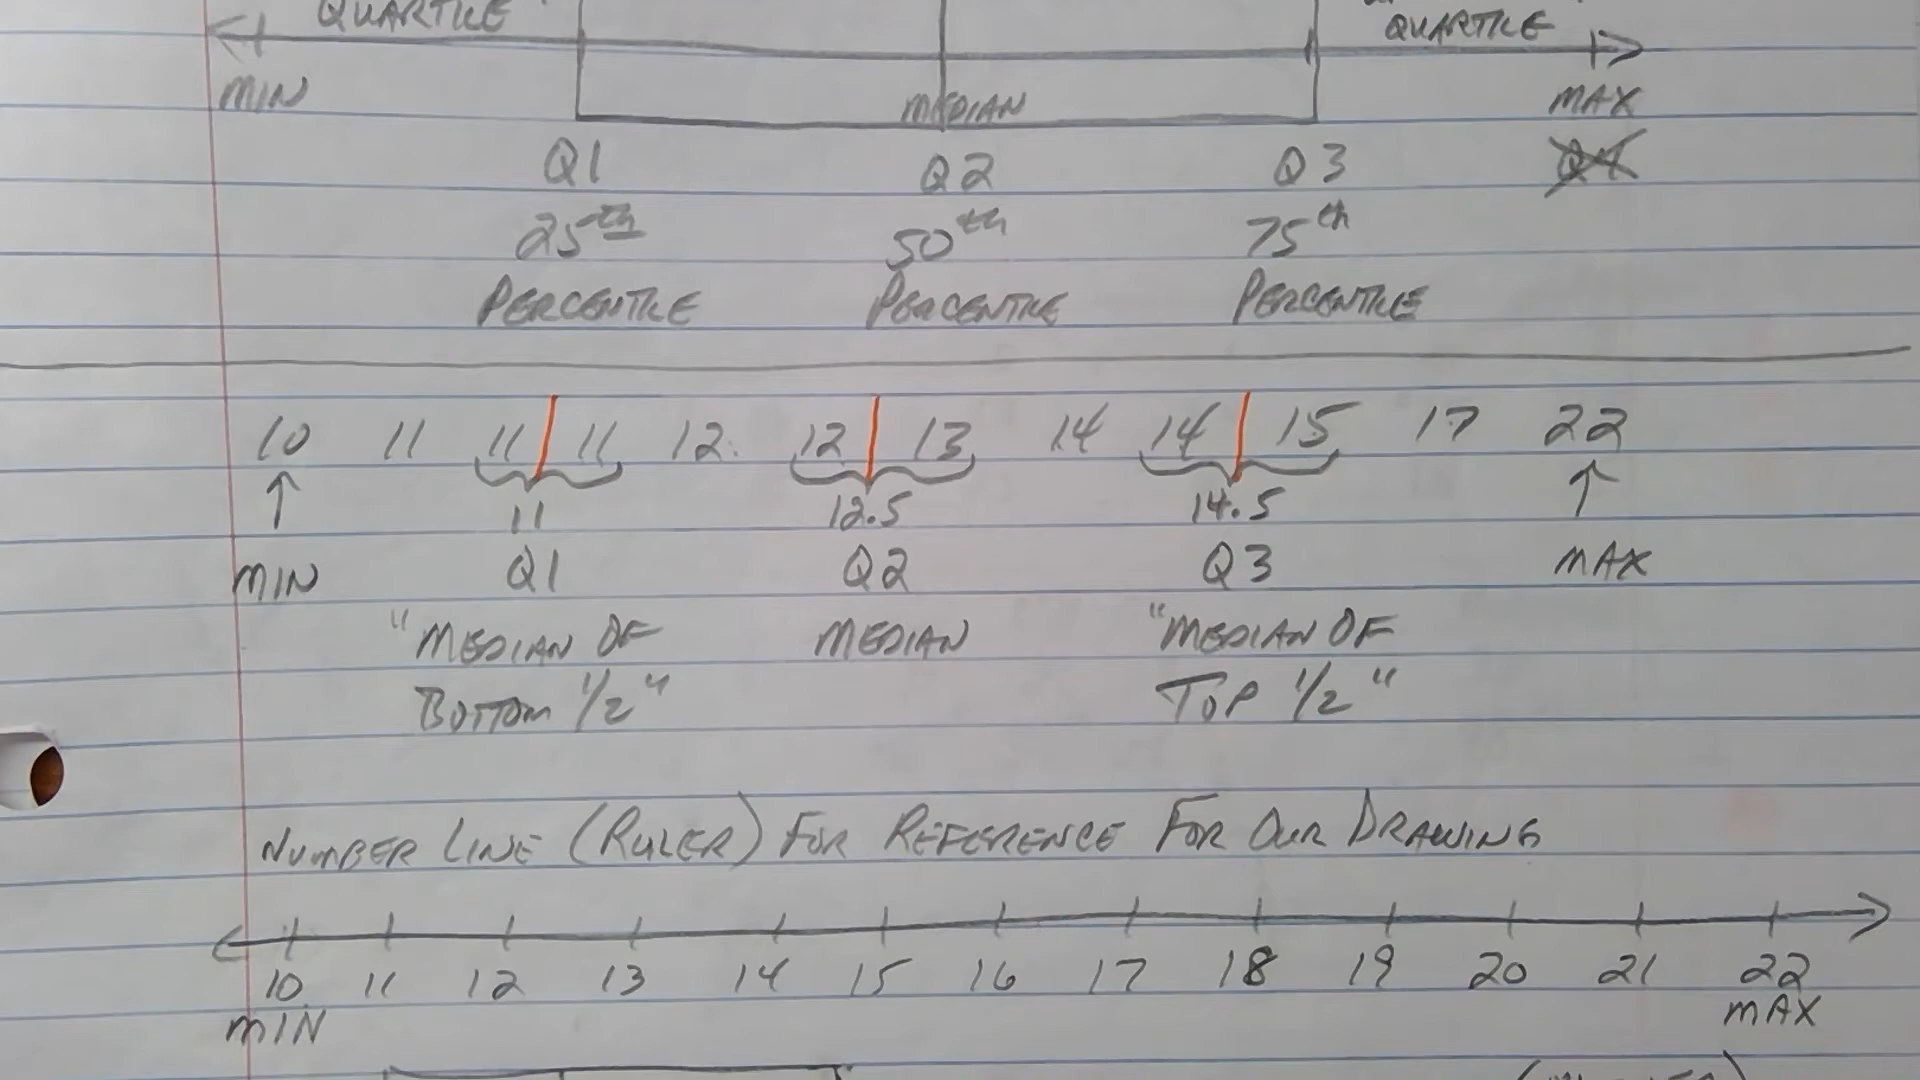 QUARTILE QUARTILE
MIN MEDIAN MAX
Q1 Q2 Q3 Q4
25th 50th 75th
PERCENTILE PERCENTILE PERCENTILE
10 11 11 11 12 12 13 14 14 15 17 22
11 12.5 14.5
MIN Q1 Q2 Q3 MAX
"MEDIAN OF MEDIAN "MEDIAN OF
BOTTOM 1/2" TOP 1/2"
NUMBER LINE (RULER) FOR REFERENCE FOR OUR DRAWING
10 11 12 13 14 15 16 17 18 19 20 21 22
MIN MAX